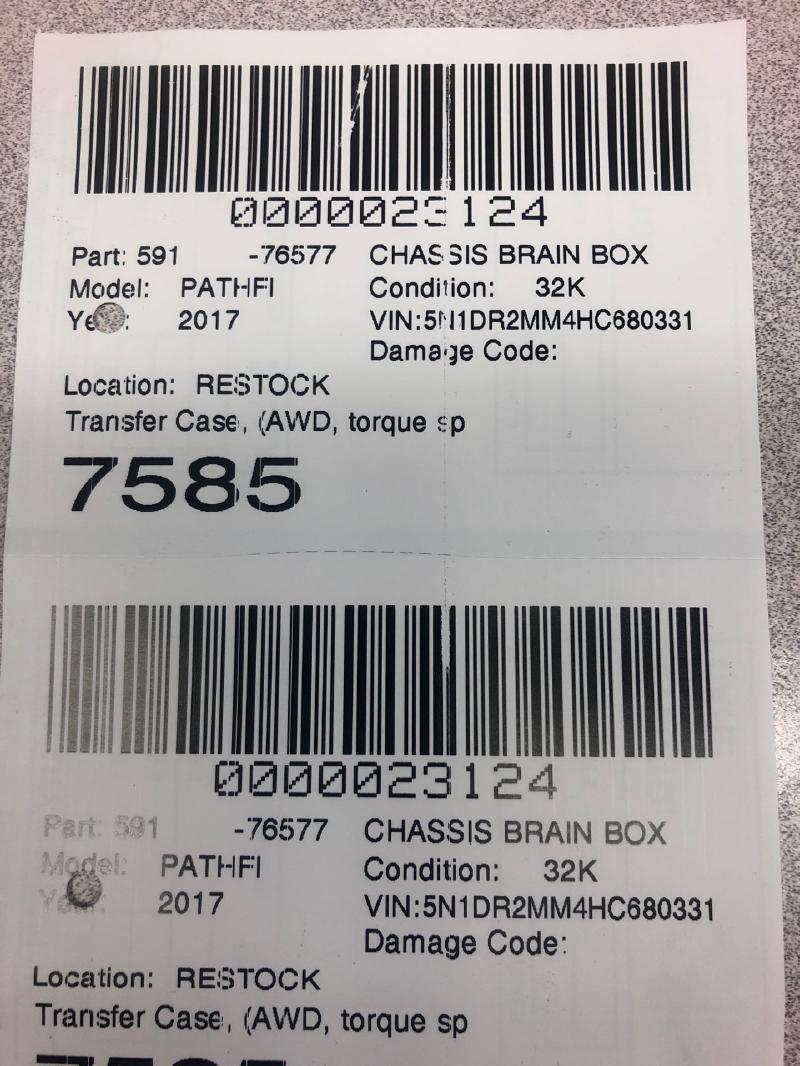 0000023124
Part: 591 -76577 CHASSIS BRAIN BOX
Model: PATHFI Condition: 32K
Year: 2017 VIN:5N1DR2MM4HC680331
Damage Code:
Location: RESTOCK
Transfer Case, (AWD, torque sp
7585
0000023124
Part: 591 -76577 CHASSIS BRAIN BOX
Model: PATHFI Condition: 32K
Year: 2017 VIN:5N1DR2MM4HC680331
Damage Code:
Location: RESTOCK
Transfer Case, (AWD, torque sp